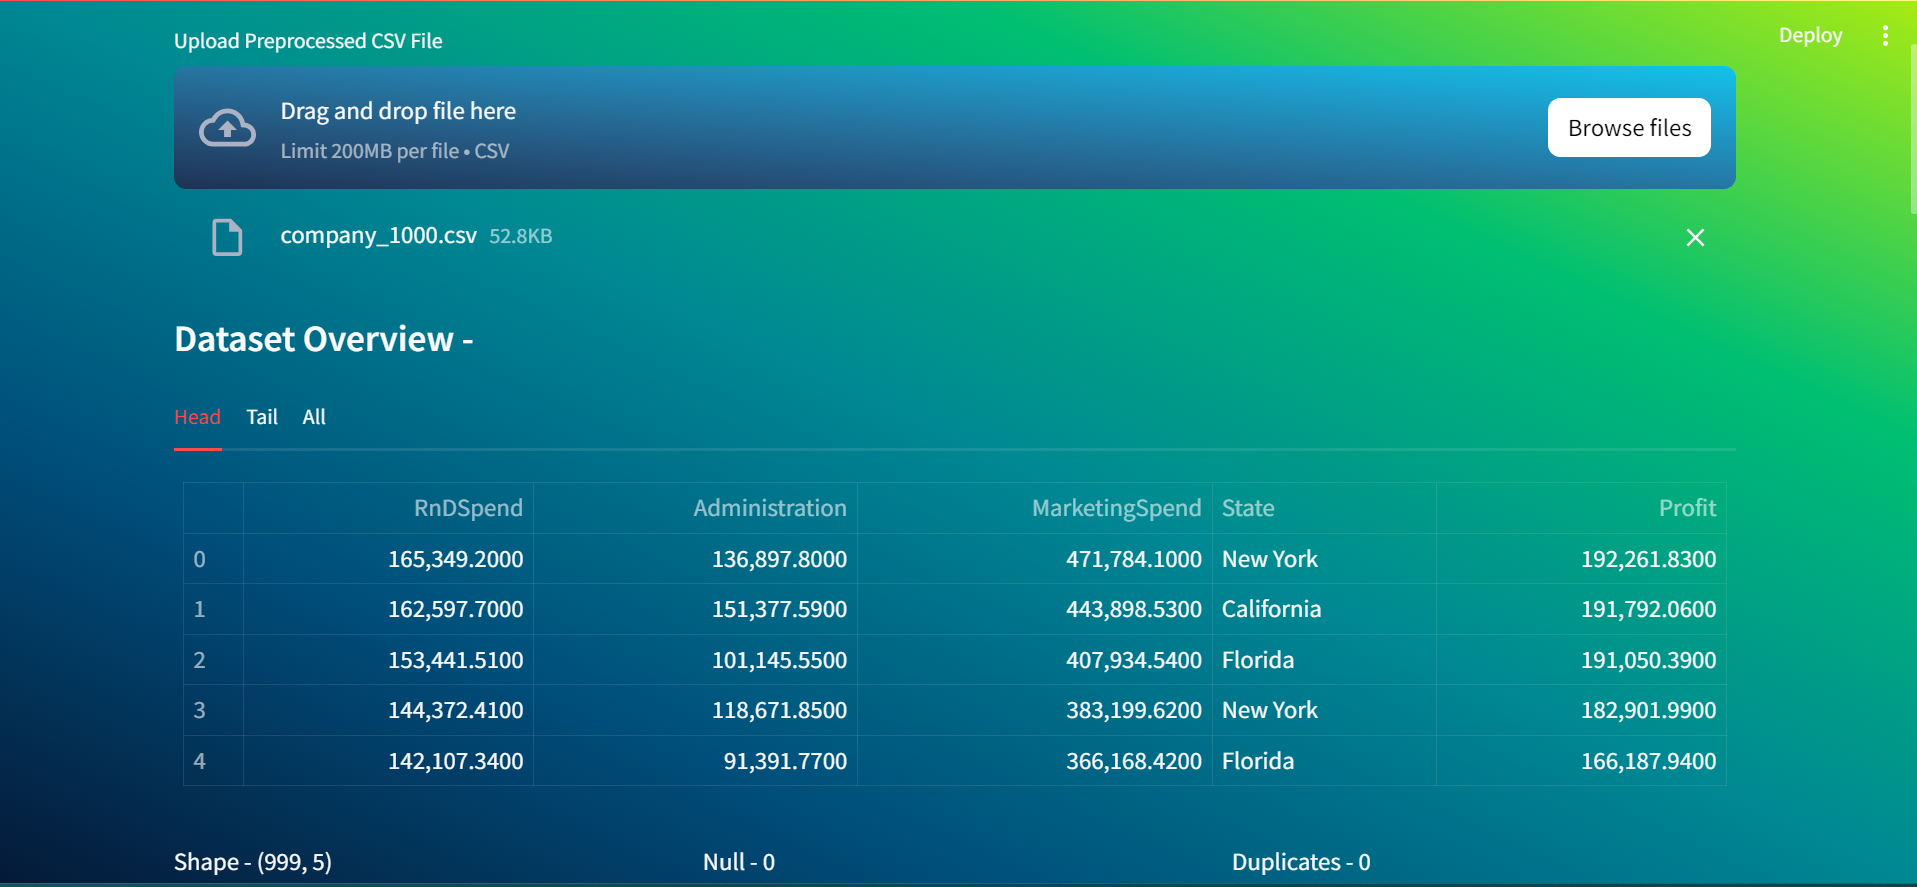 Deploy
Upload Preprocessed CSV File
Drag and drop file here
Limit 200MB per file • CSV
Browse files
company_1000.csv 52.8KB
Dataset Overview -
Head Tail All
RnDSpend Administration MarketingSpend State Profit
0 165,349.2000 136,897.8000 471,784.1000 New York 192,261.8300
1 162,597.7000 151,377.5900 443,898.5300 California 191,792.0600
2 153,441.5100 101,145.5500 407,934.5400 Florida 191,050.3900
3 144,372.4100 118,671.8500 383,199.6200 New York 182,901.9900
4 142,107.3400 91,391.7700 366,168.4200 Florida 166,187.9400
Shape - (999, 5) Null - 0 Duplicates - 0